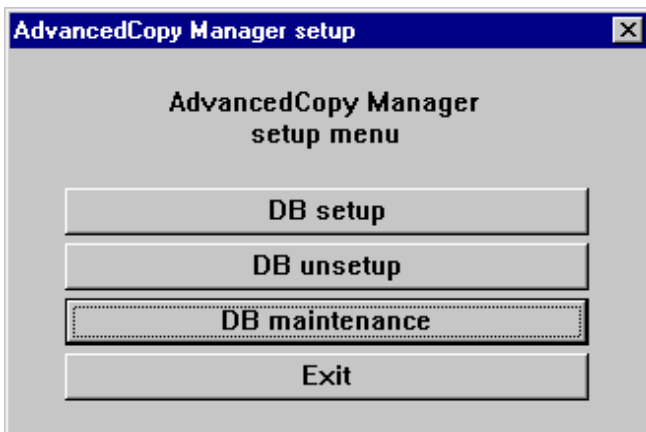 AdvancedCopy Manager setup
AdvancedCopy Manager
setup menu
DB setup
DB unsetup
DB maintenance
Exit